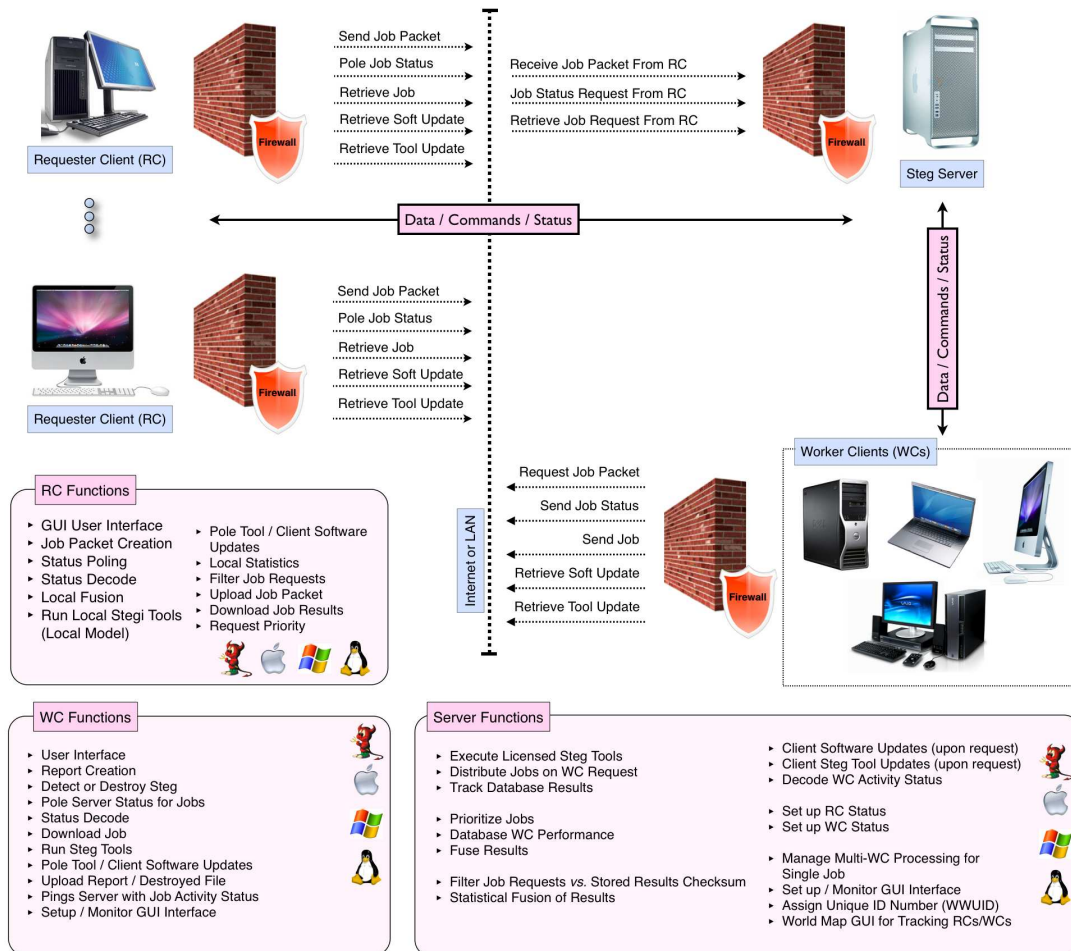 Send Job Packet
Pole Job Status
Retrieve Job
Retrieve Soft Update
Retrieve Tool Update
Firewall
Requester Client (RC)
Receive Job Packet From RC
Job Status Request From RC
Retrieve Job Request From RC
Firewall
Steg Server
Data / Commands / Status
Data / Commands / Status
Send Job Packet
Pole Job Status
Retrieve Job
Retrieve Soft Update
Retrieve Tool Update
Firewall
Requester Client (RC)
Worker Clients (WCs)
Request Job Packet
Send Job Status
Send Job
Retrieve Soft Update
Retrieve Tool Update
Firewall
Internet or LAN
RC Functions
GUI User Interface
Job Packet Creation
Status Poling
Status Decode
Local Fusion
Run Local Stegi Tools
(Local Model)
Pole Tool / Client Software
Updates
Local Statistics
Filter Job Requests
Upload Job Packet
Download Job Results
Request Priority
WC Functions
User Interface
Report Creation
Detect or Destroy Steg
Pole Server Status for Jobs
Status Decode
Download Job
Run Steg Tools
Pole Tool / Client Software Updates
Upload Report / Destroyed File
Pings Server with Job Activity Status
Setup / Monitor GUI Interface
Server Functions
Execute Licensed Steg Tools
Distribute Jobs on WC Request
Track Database Results
Prioritize Jobs
Database WC Performance
Fuse Results
Filter Job Requests vs. Stored Results Checksum
Statistical Fusion of Results
Client Software Updates (upon request)
Client Steg Tool Updates (upon request)
Decode WC Activity Status
Set up RC Status
Set up WC Status
Manage Multi-WC Processing for
Single Job
Set up / Monitor GUI Interface
Assign Unique ID Number (WWUID)
World Map GUI for Tracking RCs/WCs